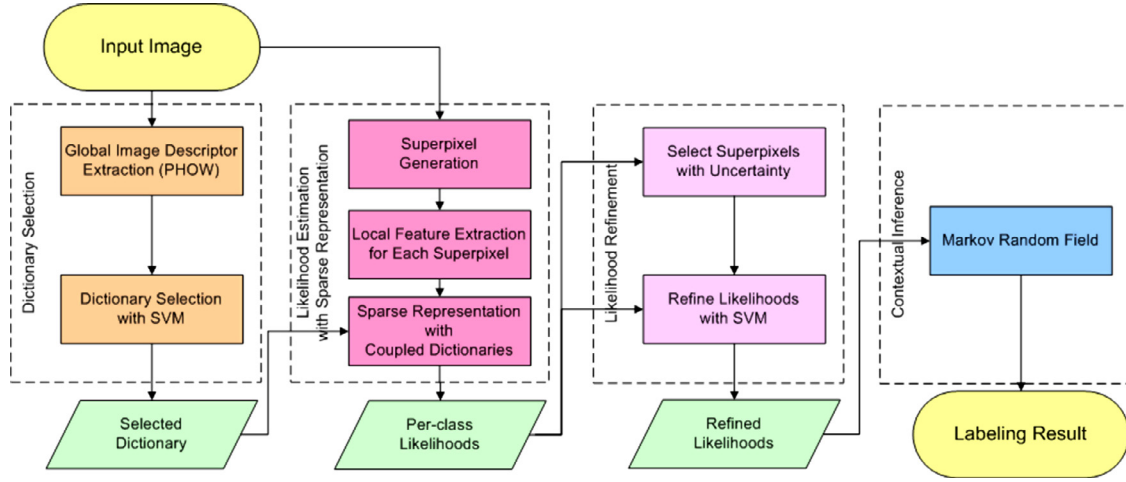 Input Image
Dictionary Selection
Global Image Descriptor
Extraction (PHOW)
Dictionary Selection
with SVM
Selected
Dictionary
Likelihood Estimation
with Sparse Representation
Superpixel
Generation
Local Feature Extraction
for Each Superpixel
Sparse Representation
with
Coupled Dictionaries
Per-class
Likelihoods
Likelihood Refinement
Select Superpixels
with Uncertainty
Refine Likelihoods
with SVM
Refined
Likelihoods
Contextual Inference
Markov Random Field
Labeling Result